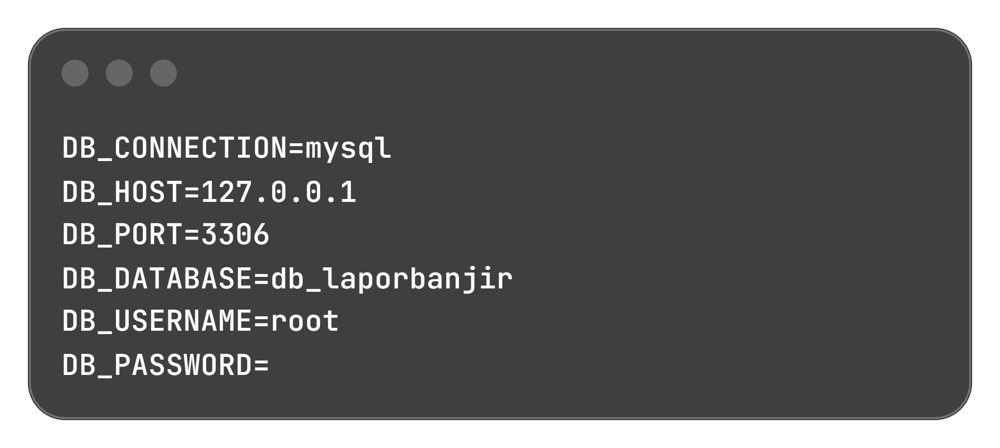 DB_CONNECTION=mysql
DB_HOST=127.0.0.1
DB_PORT=3306
DB_DATABASE=db_laporbanjir
DB_USERNAME=root
DB_PASSWORD=